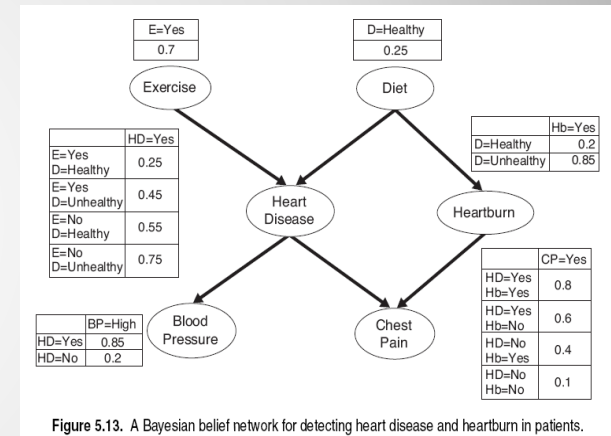 E=Yes
0.7
D=Healthy
0.25
Exercise
Diet
HD=Yes
E=Yes
D=Healthy 0.25
E=Yes
D=Unhealthy 0.45
E=No
D=Healthy 0.55
E=No
D=Unhealthy 0.75
Hb=Yes
D=Healthy 0.2
D=Unhealthy 0.85
Heart
Disease
Heartburn
CP=Yes
HD=Yes
Hb=Yes 0.8
HD=Yes
Hb=No 0.6
HD=No
Hb=Yes 0.4
HD=No
Hb=No 0.1
BP=High
HD=Yes 0.85
HD=No 0.2
Blood
Pressure
Chest
Pain
Figure 5.13. A Bayesian belief network for detecting heart disease and heartburn in patients.